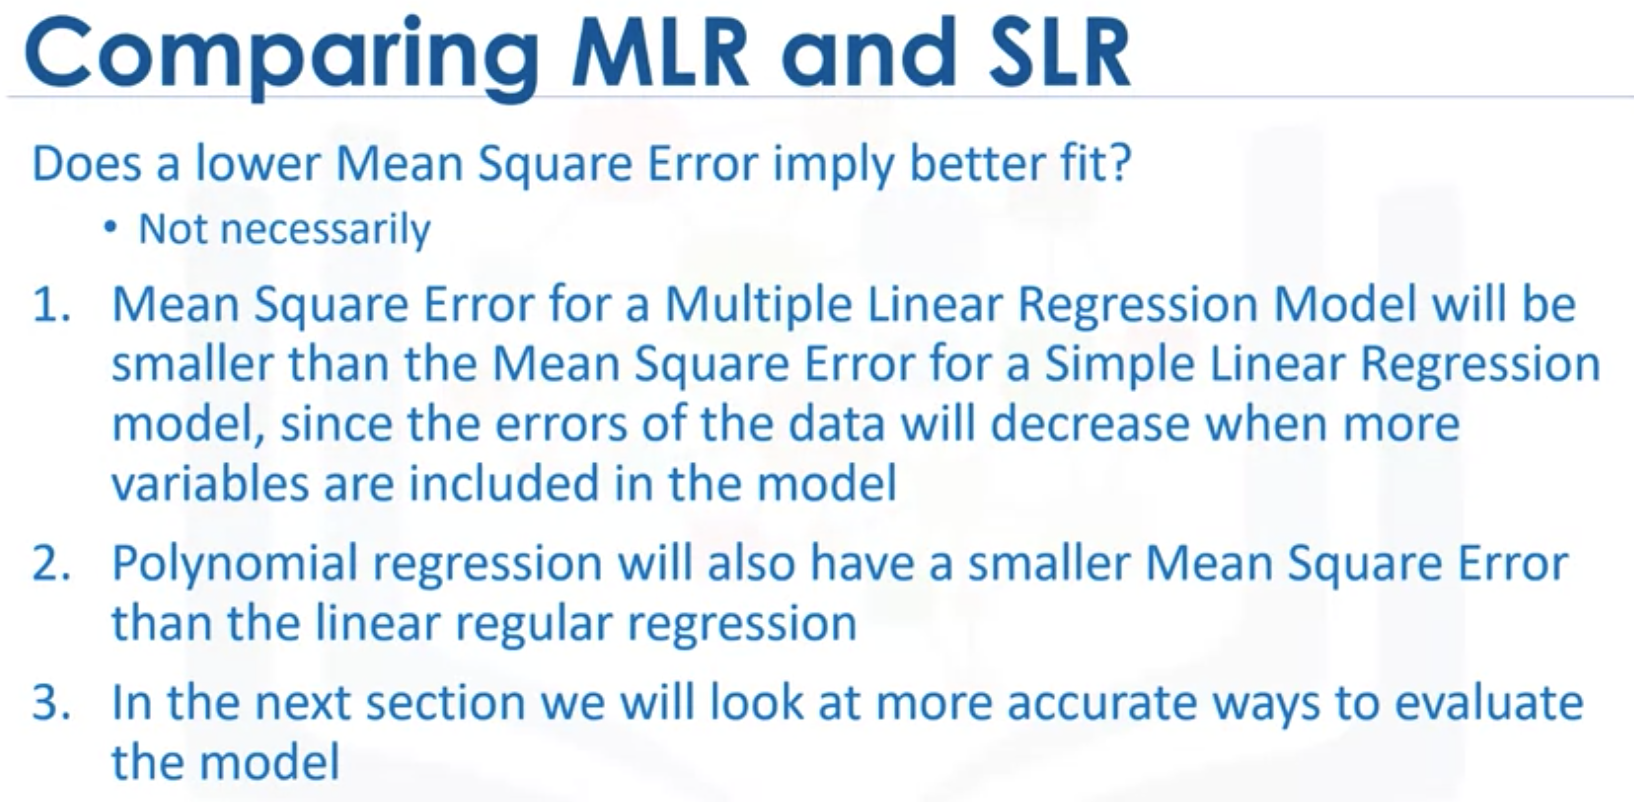 Comparing MLR and SLR
Does a lower Mean Square Error imply better fit?
• Not necessarily
1. Mean Square Error for a Multiple Linear Regression Model will be
smaller than the Mean Square Error for a Simple Linear Regression
model, since the errors of the data will decrease when more
variables are included in the model
2. Polynomial regression will also have a smaller Mean Square Error
than the linear regular regression
3. In the next section we will look at more accurate ways to evaluate
the model